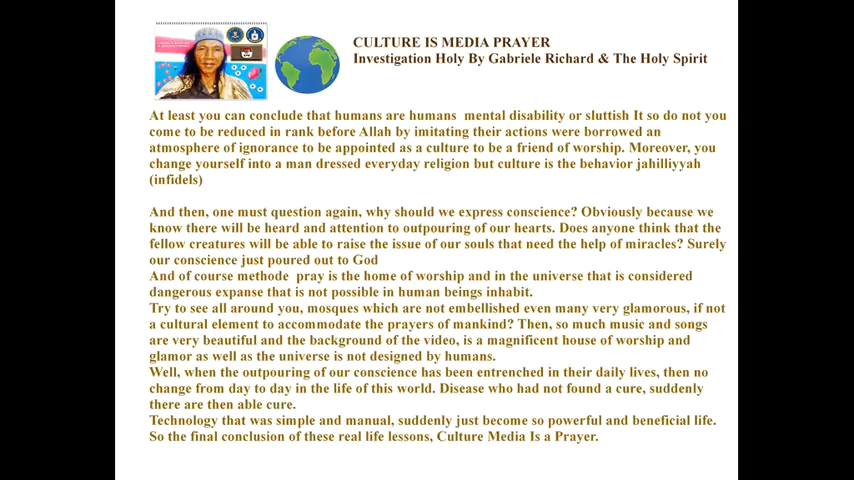 CULTURE IS MEDIA PRAYER
Investigation Holy By Gabriele Richard & The Holy Spirit
At least you can conclude that humans are humans  mental disability or sluttish It so do not you
come to be reduced in rank before Allah by imitating their actions were borrowed an
atmosphere of ignorance to be appointed as a culture to be a friend of worship. Moreover, you
change yourself into a man dressed everyday religion but culture is the behavior jahilliyyah
(infidels)
And then, one must question again, why should we express conscience? Obviously because we
know there will be heard and attention to outpouring of our hearts. Does anyone think that the
fellow creatures will be able to raise the issue of our souls that need the help of miracles? Surely
our conscience just poured out to God
And of course methode  pray is the home of worship and in the universe that is considered
dangerous expanse that is not possible in human beings inhabit.
Try to see all around you, mosques which are not embellished even many very glamorous, if not
a cultural element to accommodate the prayers of mankind? Then, so much music and songs
are very beautiful and the background of the video, is a magnificent house of worship and
glamor as well as the universe is not designed by humans.
Well, when the outpouring of our conscience has been entrenched in their daily lives, then no
change from day to day in the life of this world. Disease who had not found a cure, suddenly
there are then able cure.
Technology that was simple and manual, suddenly just become so powerful and beneficial life.
So the final conclusion of these real life lessons, Culture Media Is a Prayer.